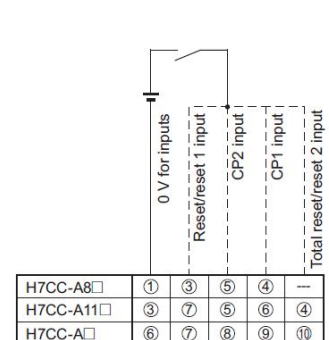 0 V for inputs
Reset/reset 1 input
CP2 input
CP1 input
Total reset/reset 2 input
H7CC-A8□ ① ③ ⑤ ④ ---
H7CC-A11□ ③ ⑦ ⑤ ⑥ ④
H7CC-A□ ⑥ ⑦ ⑧ ⑨ ⑩